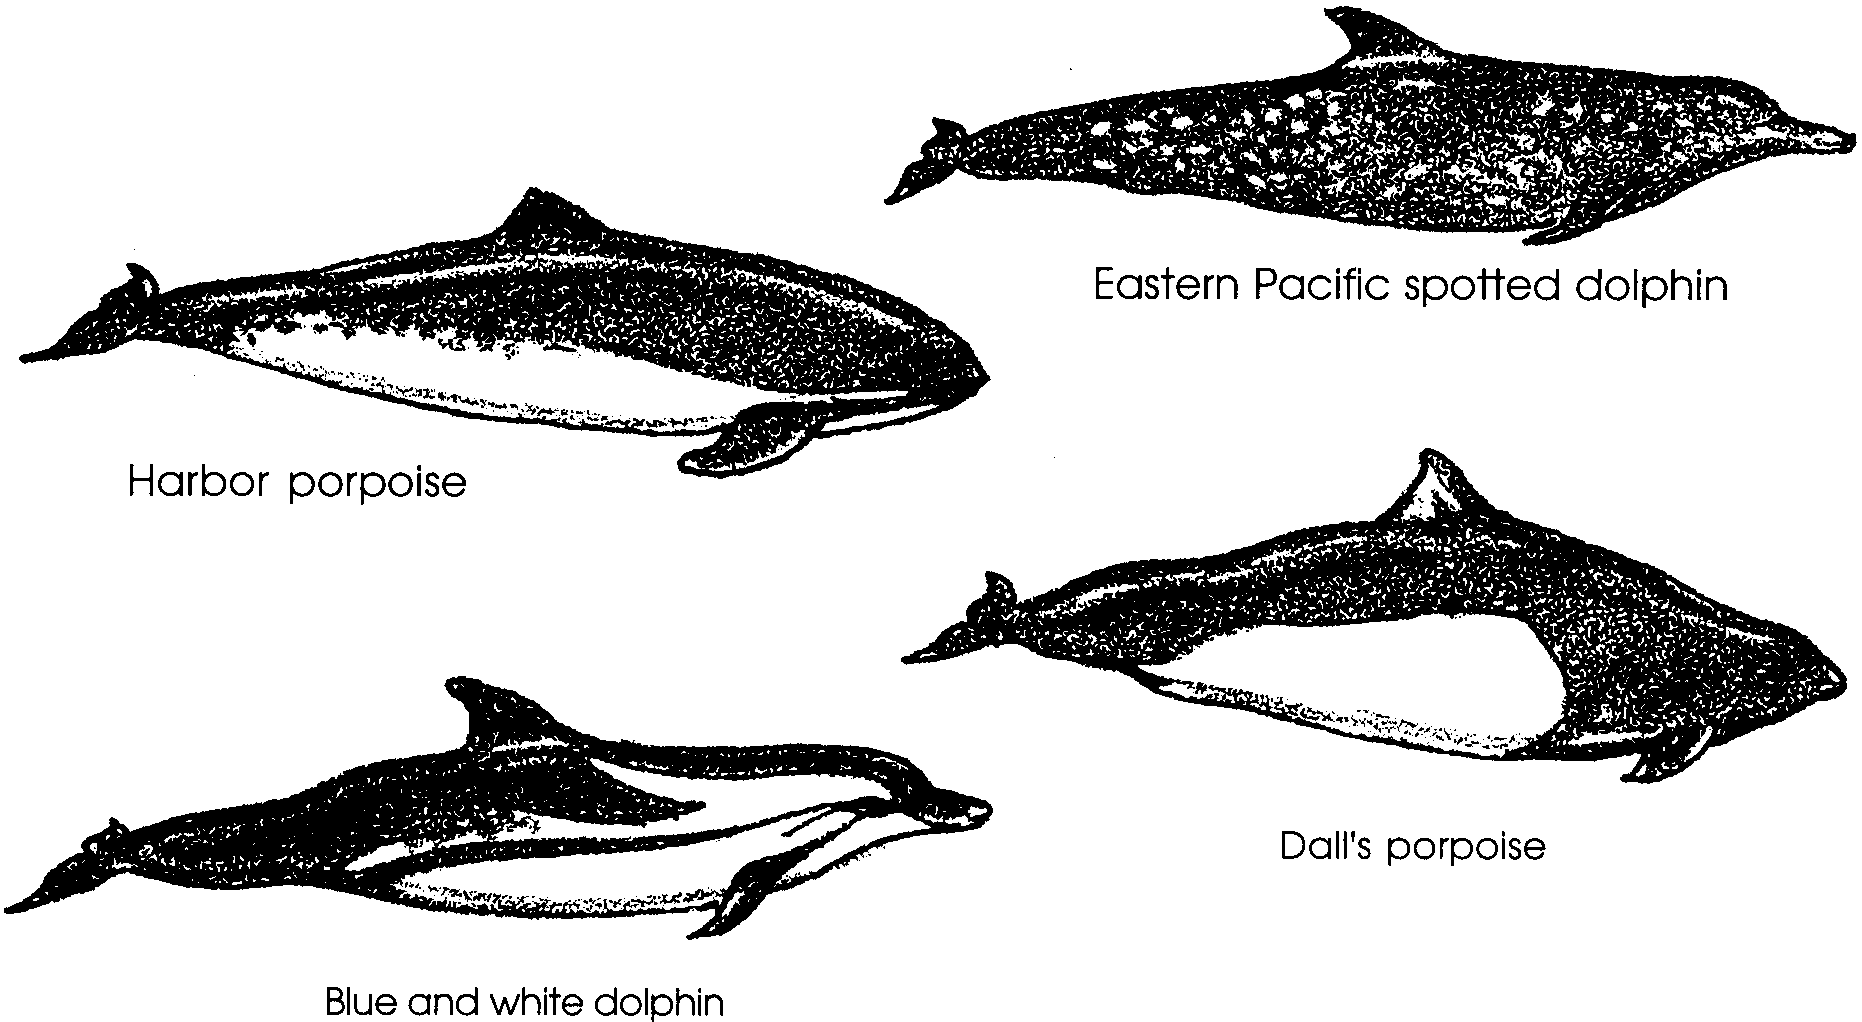 Eastern Pacific spotted dolphin
Harbor porpoise
Dall's porpoise
Blue and white dolphin